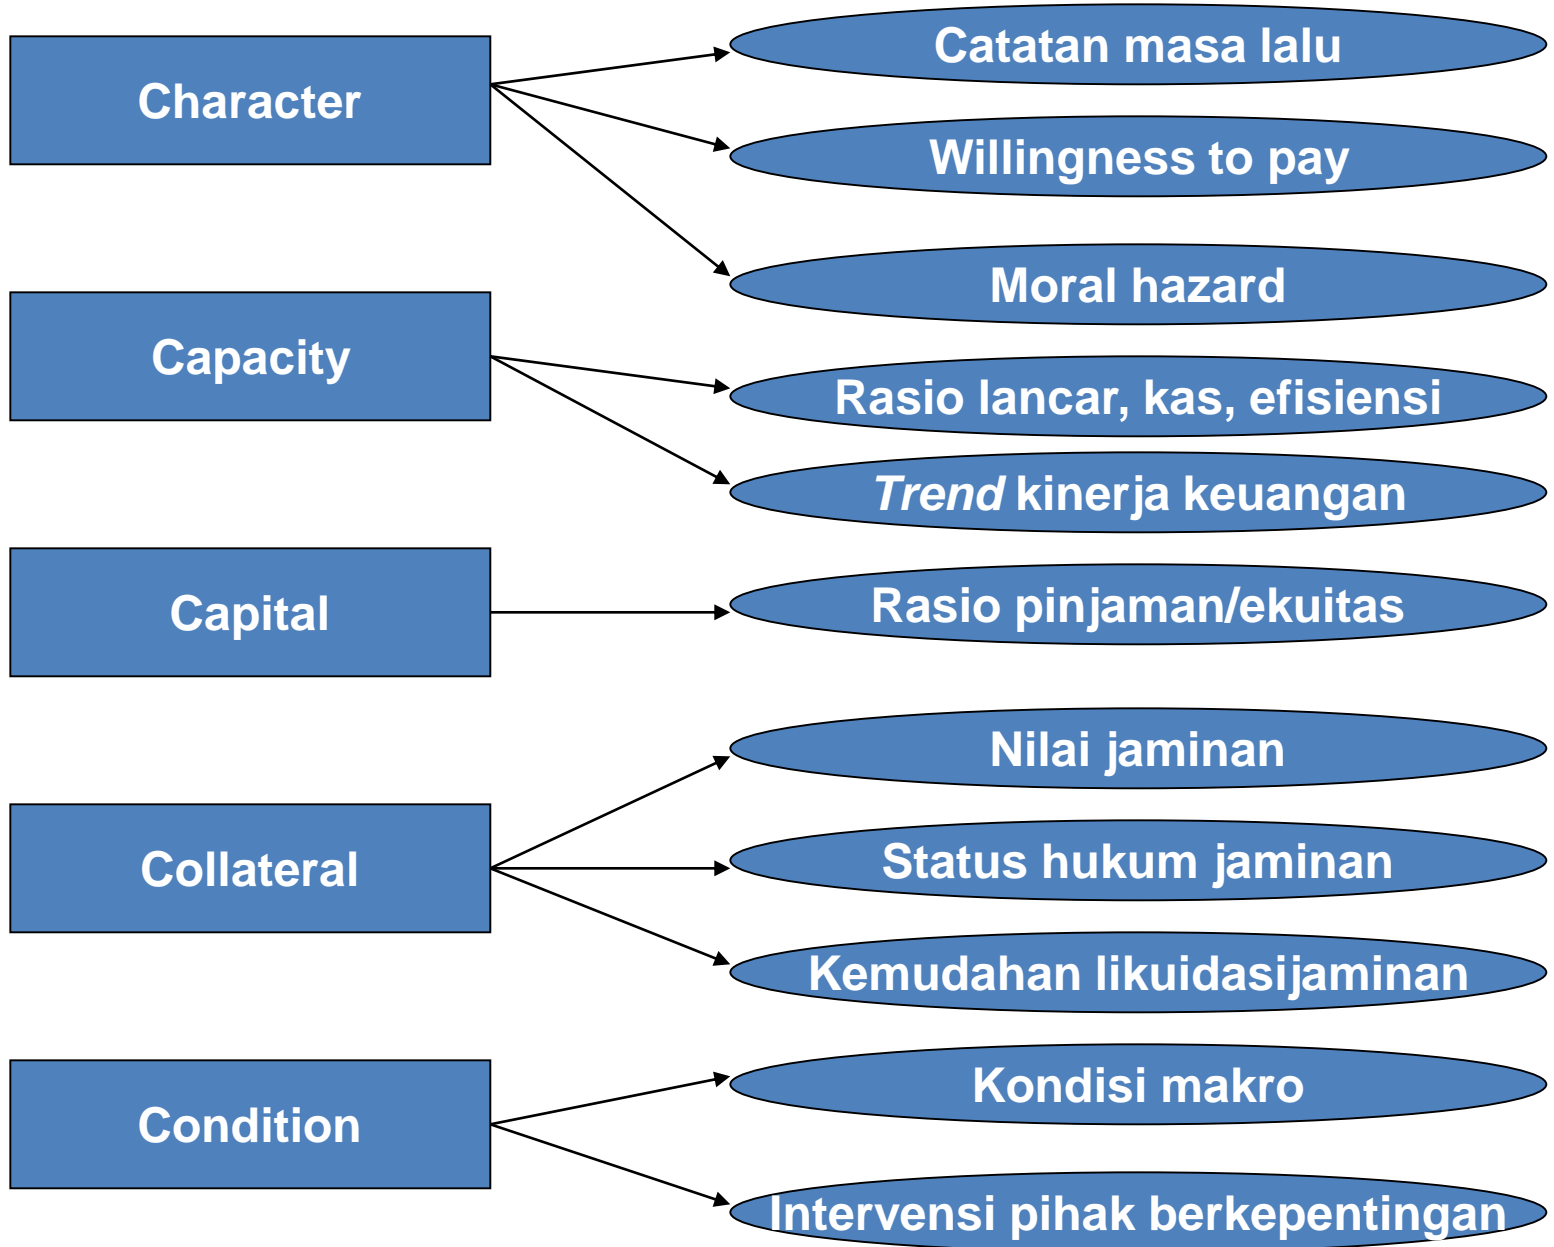 Character
Catatan masa lalu
Willingness to pay
Moral hazard
Capacity
Rasio lancar, kas, efisiensi
Trend kinerja keuangan
Capital
Rasio pinjaman/ekuitas
Collateral
Nilai jaminan
Status hukum jaminan
Kemudahan likuidasijaminan
Condition
Kondisi makro
Intervensi pihak berkepentingan